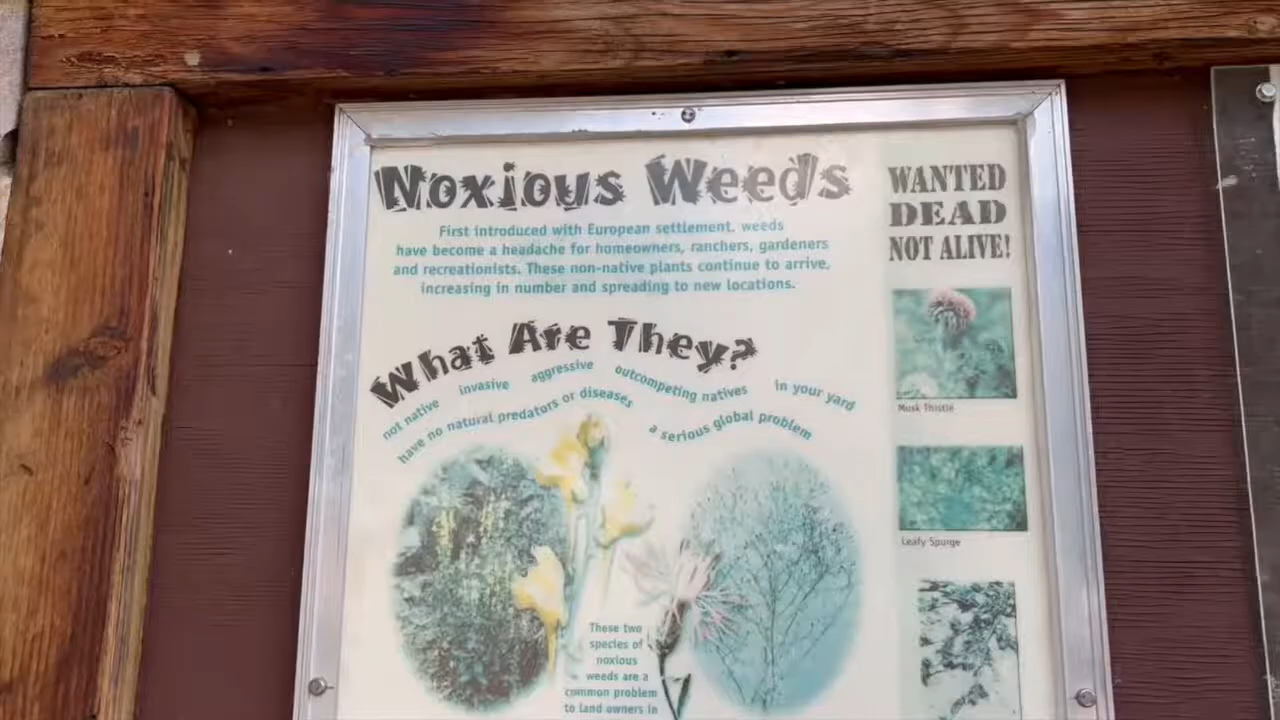 Noxious Weeds
First introduced with European settlement, weeds
have become a headache for homeowners, ranchers, gardeners
and recreationists. These non-native plants continue to arrive,
increasing in number and spreading to new locations.
What Are They?
not native
invasive
aggressive
outcompeting natives
in your yard
have no natural predators or diseases
a serious global problem
These two
species of
noxious
weeds are a
common problem
to land owners in
WANTED
DEAD
NOT ALIVE!
Musk Thistle
Leafy Spurge